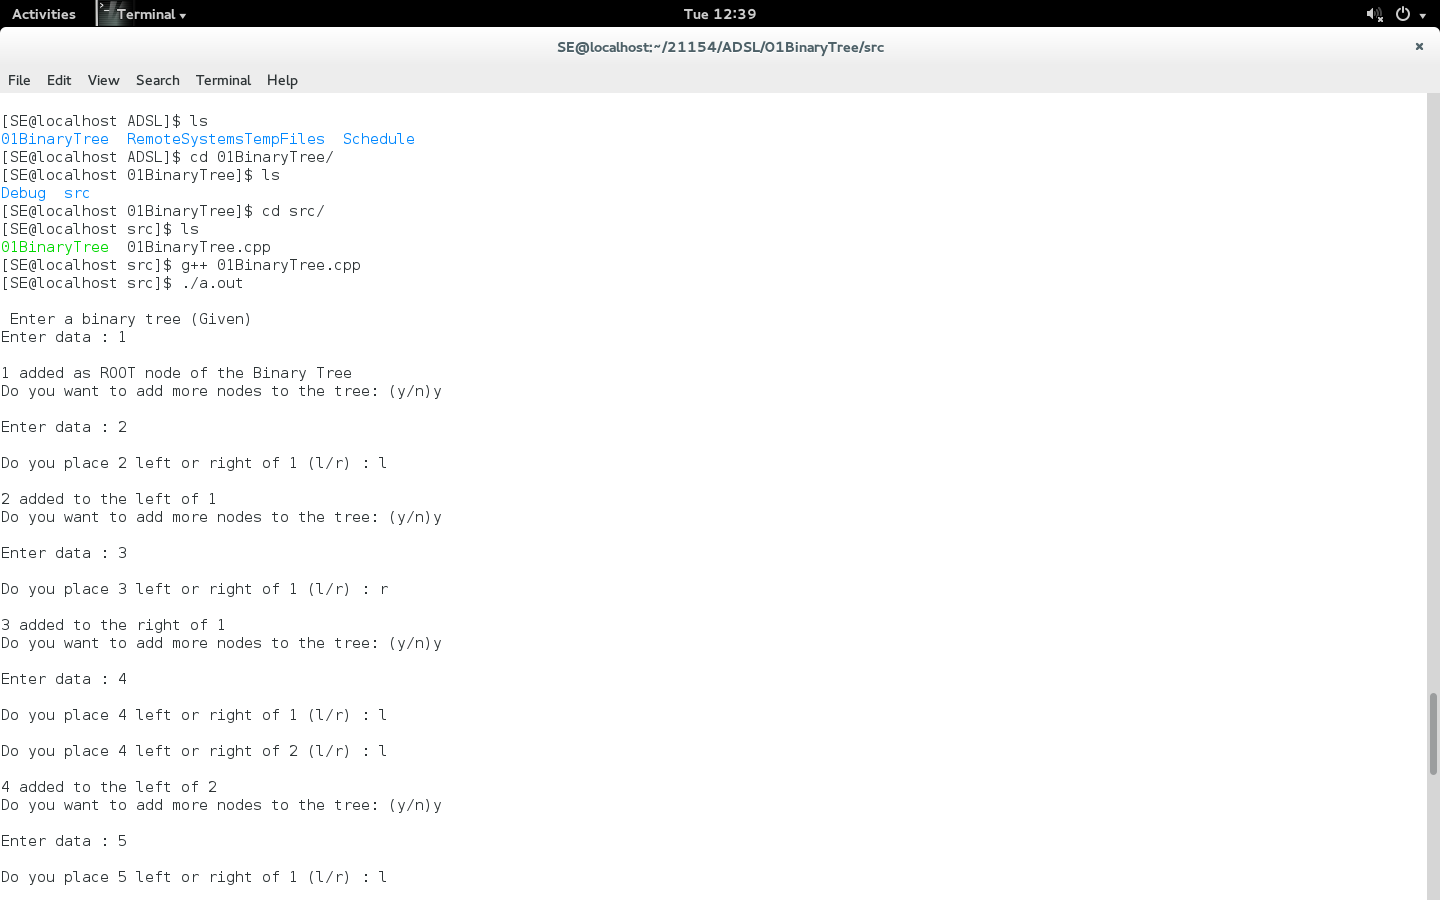 Activities Terminal Tue 12:39
SE@localhost:~/21154/ADSL/01BinaryTree/src ×
File Edit View Search Terminal Help
[SE@localhost ADSL]$ ls
01BinaryTree  RemoteSystemsTempFiles  Schedule
[SE@localhost ADSL]$ cd 01BinaryTree/
[SE@localhost 01BinaryTree]$ ls
Debug  src
[SE@localhost 01BinaryTree]$ cd src/
[SE@localhost src]$ ls
01BinaryTree  01BinaryTree.cpp
[SE@localhost src]$ g++ 01BinaryTree.cpp
[SE@localhost src]$ ./a.out
Enter a binary tree (Given)
Enter data : 1
1 added as ROOT node of the Binary Tree
Do you want to add more nodes to the tree: (y/n)y
Enter data : 2
Do you place 2 left or right of 1 (l/r) : l
2 added to the left of 1
Do you want to add more nodes to the tree: (y/n)y
Enter data : 3
Do you place 3 left or right of 1 (l/r) : r
3 added to the right of 1
Do you want to add more nodes to the tree: (y/n)y
Enter data : 4
Do you place 4 left or right of 1 (l/r) : l
Do you place 4 left or right of 2 (l/r) : l
4 added to the left of 2
Do you want to add more nodes to the tree: (y/n)y
Enter data : 5
Do you place 5 left or right of 1 (l/r) : l